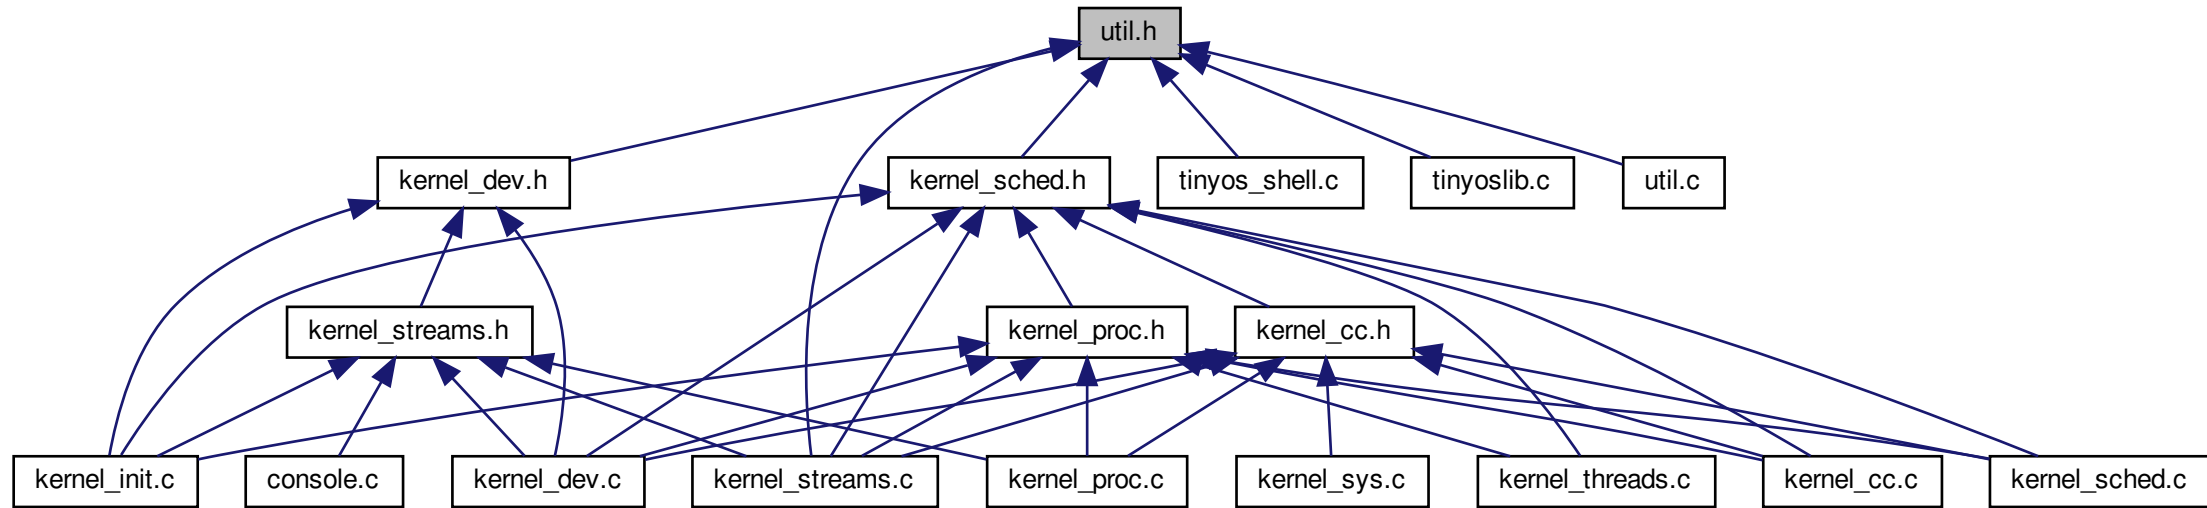 util.h
kernel_dev.h
kernel_sched.h
tinyos_shell.c
tinyoslib.c
util.c
kernel_streams.h
kernel_proc.h
kernel_cc.h
kernel_init.c
console.c
kernel_dev.c
kernel_streams.c
kernel_proc.c
kernel_sys.c
kernel_threads.c
kernel_cc.c
kernel_sched.c